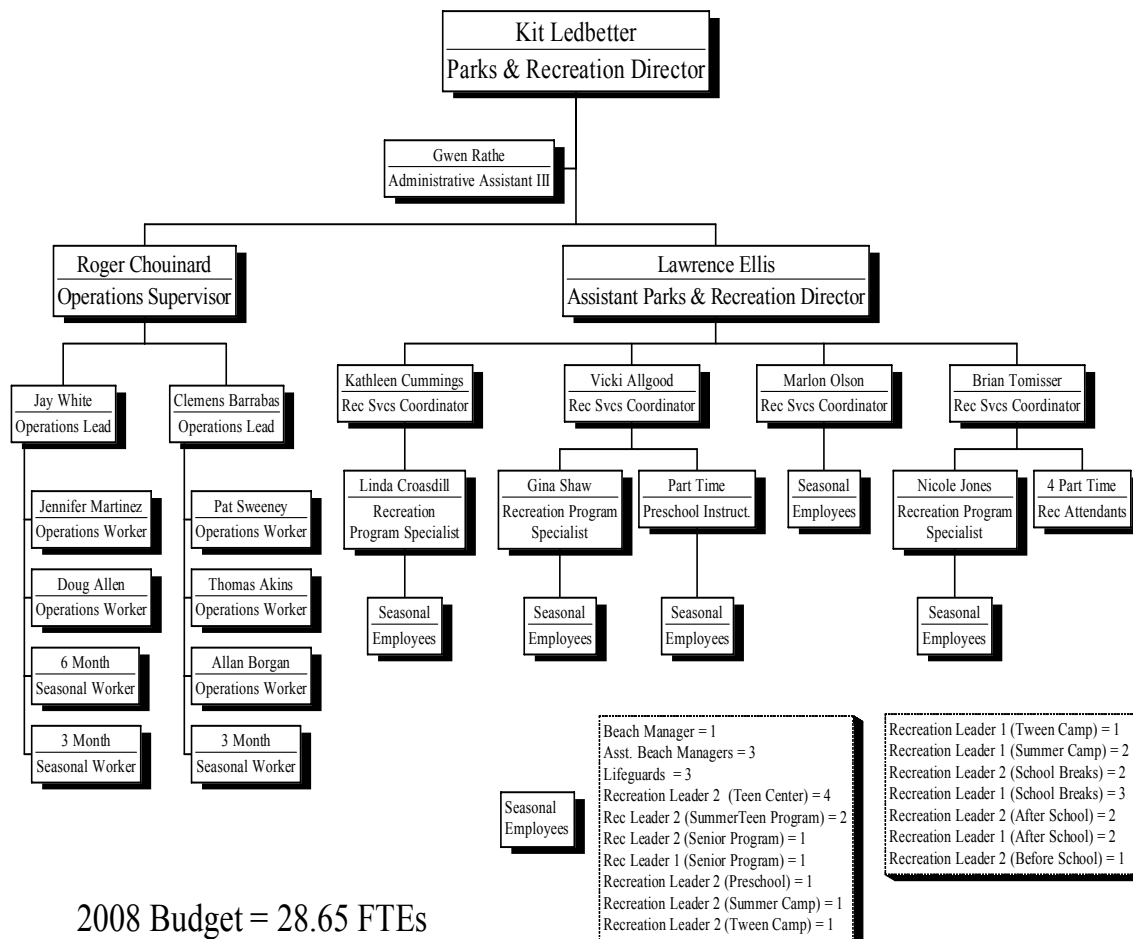 Kit Ledbetter
Parks & Recreation Director
Gwen Rathe
Administrative Assistant III
Roger Chouinard
Operations Supervisor
Lawrence Ellis
Assistant Parks & Recreation Director
Jay White
Operations Lead
Clemens Barrabas
Operations Lead
Kathleen Cummings
Rec Svcs Coordinator
Vicki Allgood
Rec Svcs Coordinator
Marlon Olson
Rec Svcs Coordinator
Brian Tomisser
Rec Svcs Coordinator
Jennifer Martinez
Operations Worker
Doug Allen
Operations Worker
6 Month
Seasonal Worker
3 Month
Seasonal Worker
Pat Sweeney
Operations Worker
Thomas Akins
Operations Worker
Allan Borgan
Operations Worker
3 Month
Seasonal Worker
Linda Croasdill
Recreation
Program Specialist
Seasonal
Employees
Gina Shaw
Recreation Program
Specialist
Seasonal
Employees
Part Time
Preschool Instruct.
Seasonal
Employees
Seasonal
Employees
Nicole Jones
Recreation Program
Specialist
Seasonal
Employees
4 Part Time
Rec Attendants
Seasonal
Employees
Beach Manager = 1
Asst. Beach Managers = 3
Lifeguards = 3
Recreation Leader 2 (Teen Center) = 4
Rec Leader 2 (SummerTeen Program) = 2
Rec Leader 2 (Senior Program) = 1
Rec Leader 1 (Senior Program) = 1
Recreation Leader 2 (Preschool) = 1
Recreation Leader 2 (Summer Camp) = 1
Recreation Leader 2 (Tween Camp) = 1
Recreation Leader 1 (Tween Camp) = 1
Recreation Leader 1 (Summer Camp) = 2
Recreation Leader 2 (School Breaks) = 2
Recreation Leader 1 (School Breaks) = 3
Recreation Leader 2 (After School) = 2
Recreation Leader 1 (After School) = 2
Recreation Leader 2 (Before School) = 1
2008 Budget = 28.65 FTEs